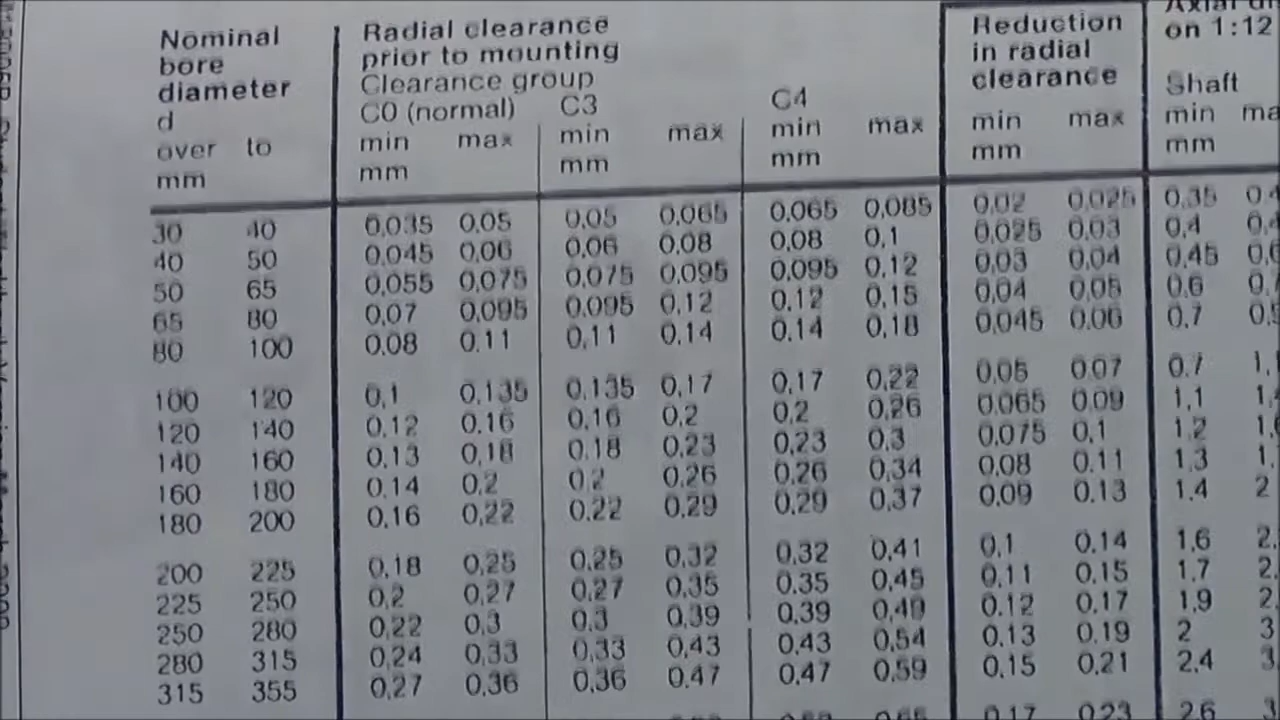 Nominal bore diameter d over to mm
Radial clearance prior to mounting
Clearance group
C0 (normal) C3 C4
min max min max min max
mm mm mm
Reduction in radial clearance
min max
mm
on 1:12
Shaft
min
mm
30 40 0,035 0,05 0,05 0,065 0,065 0,085 0,02 0,025 0,35
40 50 0,045 0,06 0,06 0,08 0,08 0,1 0,025 0,03 0,4
50 65 0,055 0,075 0,075 0,095 0,095 0,12 0,03 0,04 0,45
65 80 0,07 0,095 0,095 0,12 0,12 0,15 0,04 0,05 0,6
80 100 0,08 0,11 0,11 0,14 0,14 0,18 0,045 0,06 0,7
100 120 0,1 0,135 0,135 0,17 0,17 0,22 0,05 0,07 0,7
120 140 0,12 0,16 0,16 0,2 0,2 0,26 0,065 0,09 1,1
140 160 0,13 0,18 0,18 0,23 0,23 0,3 0,075 0,1 1,2
160 180 0,14 0,2 0,2 0,26 0,26 0,34 0,08 0,11 1,3
180 200 0,16 0,22 0,22 0,29 0,29 0,37 0,09 0,13 1,4
200 225 0,18 0,25 0,25 0,32 0,32 0,41 0,1 0,14 1,6
225 250 0,2 0,27 0,27 0,35 0,35 0,45 0,11 0,15 1,7
250 280 0,22 0,3 0,3 0,39 0,39 0,49 0,12 0,17 1,9
280 315 0,24 0,33 0,33 0,43 0,43 0,54 0,13 0,19 2
315 355 0,27 0,36 0,36 0,47 0,47 0,59 0,15 0,21 2,4
0,17 0,23 2,6